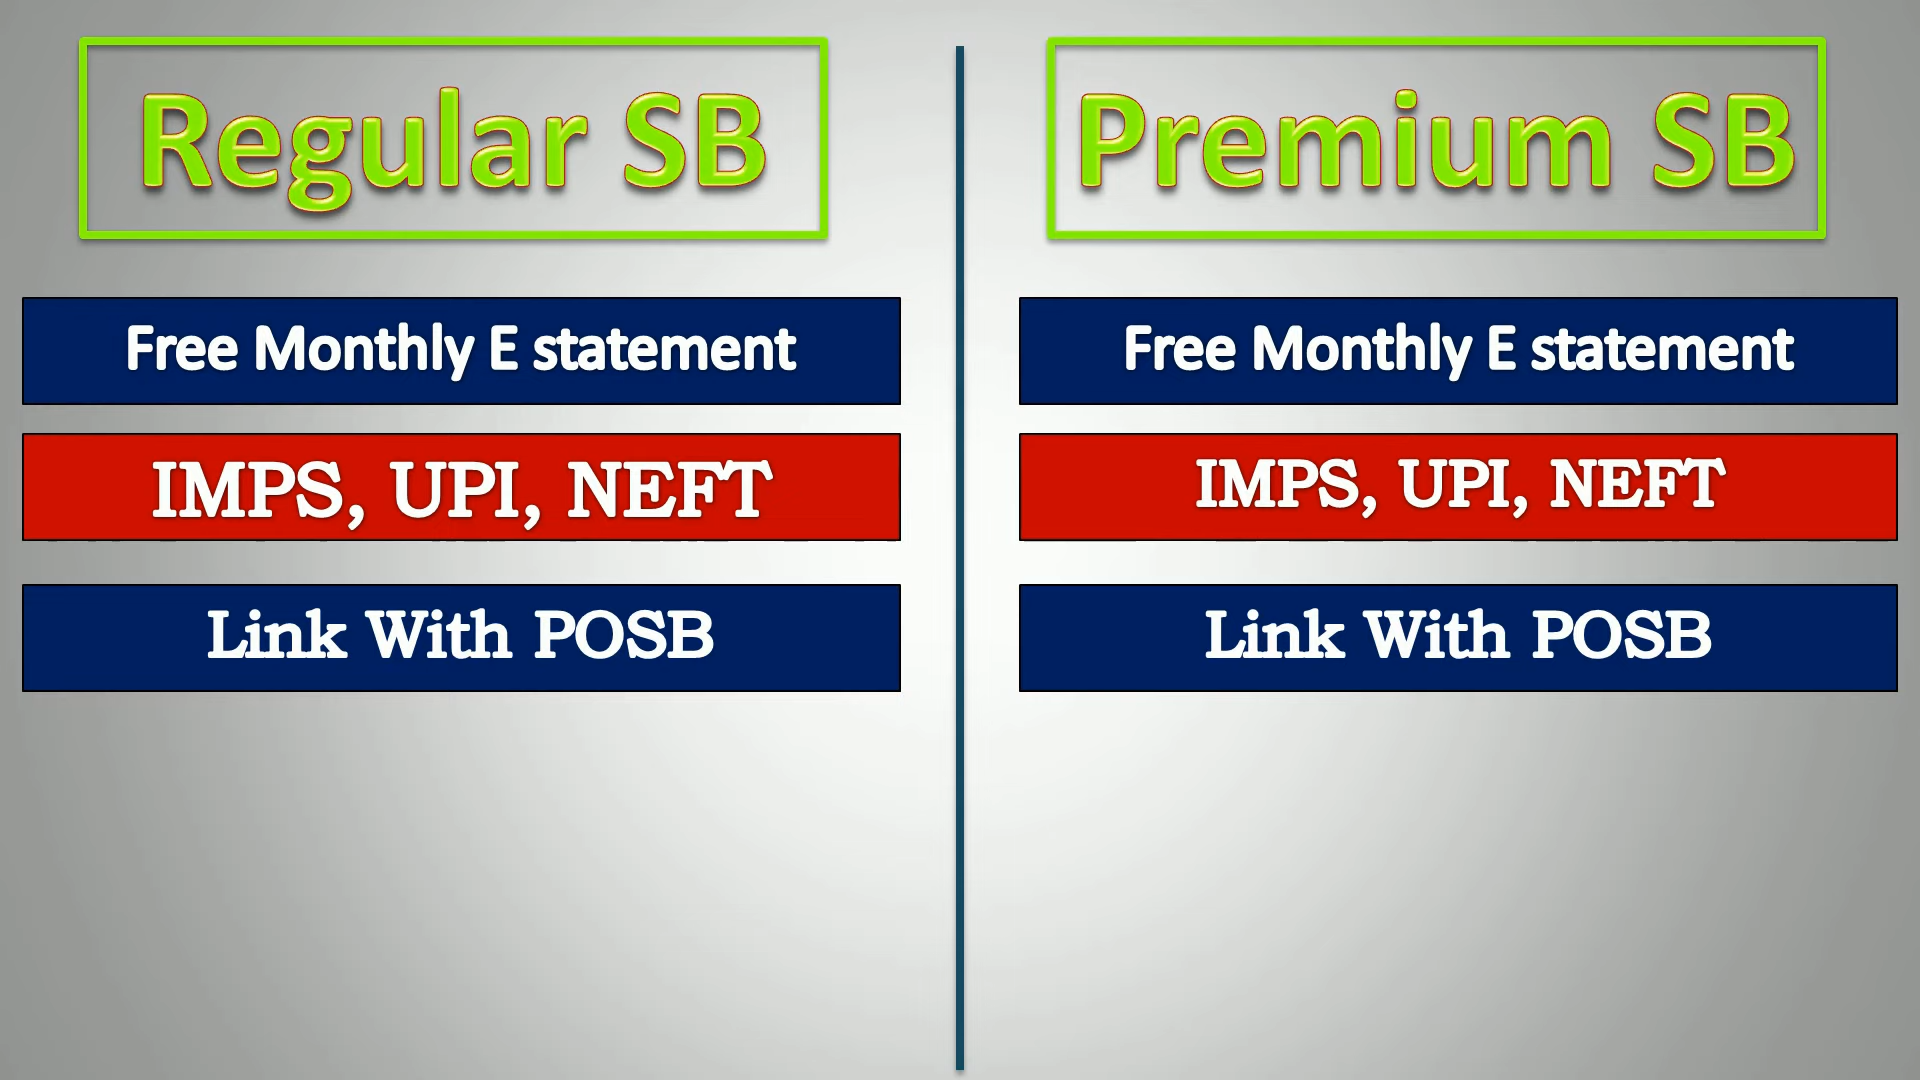 Regular SB
Free Monthly E statement
IMPS, UPI, NEFT
Link With POSB
Premium SB
Free Monthly E statement
IMPS, UPI, NEFT
Link With POSB